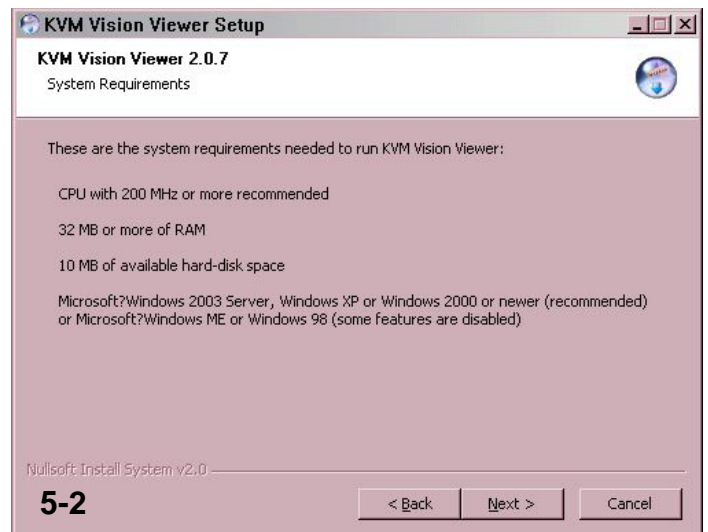 KVM Vision Viewer Setup
KVM Vision Viewer 2.0.7
System Requirements
These are the system requirements needed to run KVM Vision Viewer:
CPU with 200 MHz or more recommended
32 MB or more of RAM
10 MB of available hard-disk space
Microsoft?Windows 2003 Server, Windows XP or Windows 2000 or newer (recommended)
or Microsoft?Windows ME or Windows 98 (some features are disabled)
Nullsoft Install System v2.0
5-2
< Back
Next >
Cancel